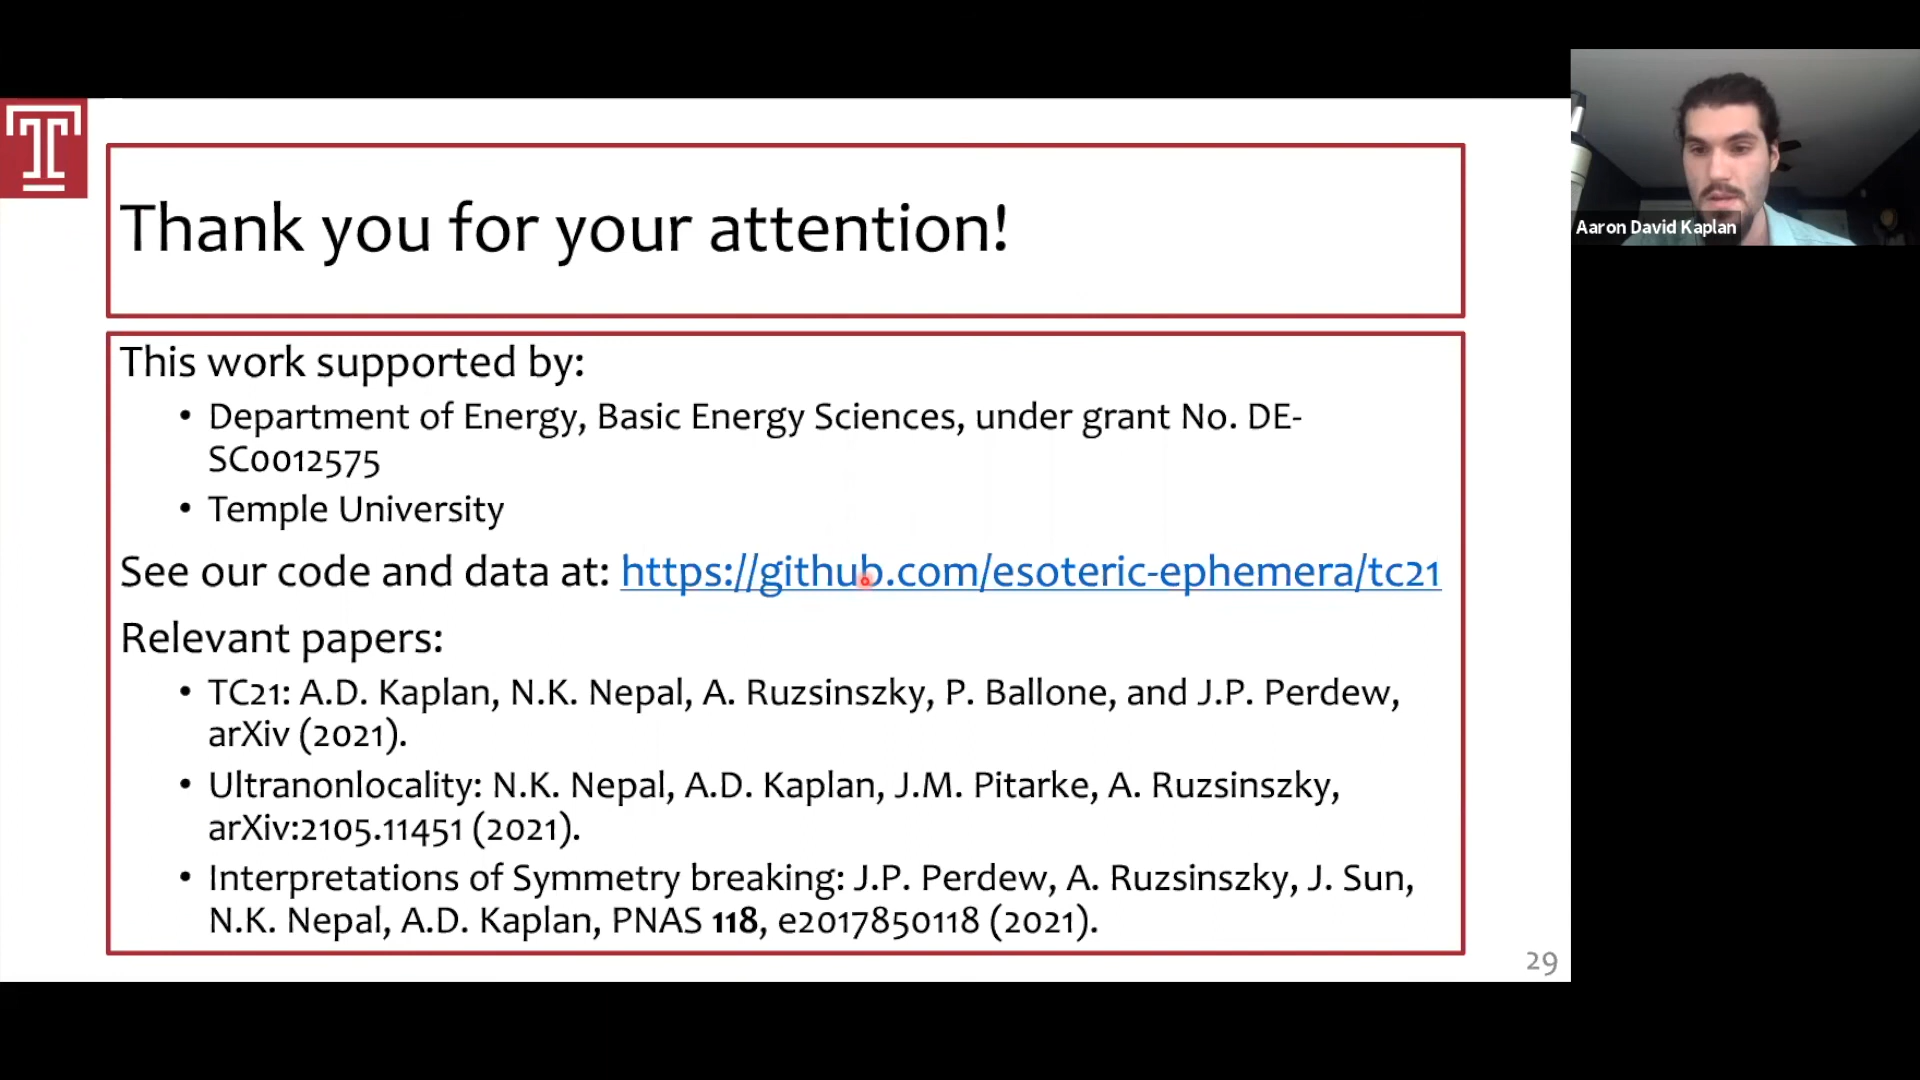 Thank you for your attention!
This work supported by:
• Department of Energy, Basic Energy Sciences, under grant No. DE-
SC0012575
• Temple University
See our code and data at: https://github.com/esoteric-ephemera/tc21
Relevant papers:
• TC21: A.D. Kaplan, N.K. Nepal, A. Ruzsinszky, P. Ballone, and J.P. Perdew,
arXiv (2021).
• Ultranonlocality: N.K. Nepal, A.D. Kaplan, J.M. Pitarke, A. Ruzsinszky,
arXiv:2105.11451 (2021).
• Interpretations of Symmetry breaking: J.P. Perdew, A. Ruzsinszky, J. Sun,
N.K. Nepal, A.D. Kaplan, PNAS 118, e2017850118 (2021).
29
Aaron David Kaplan